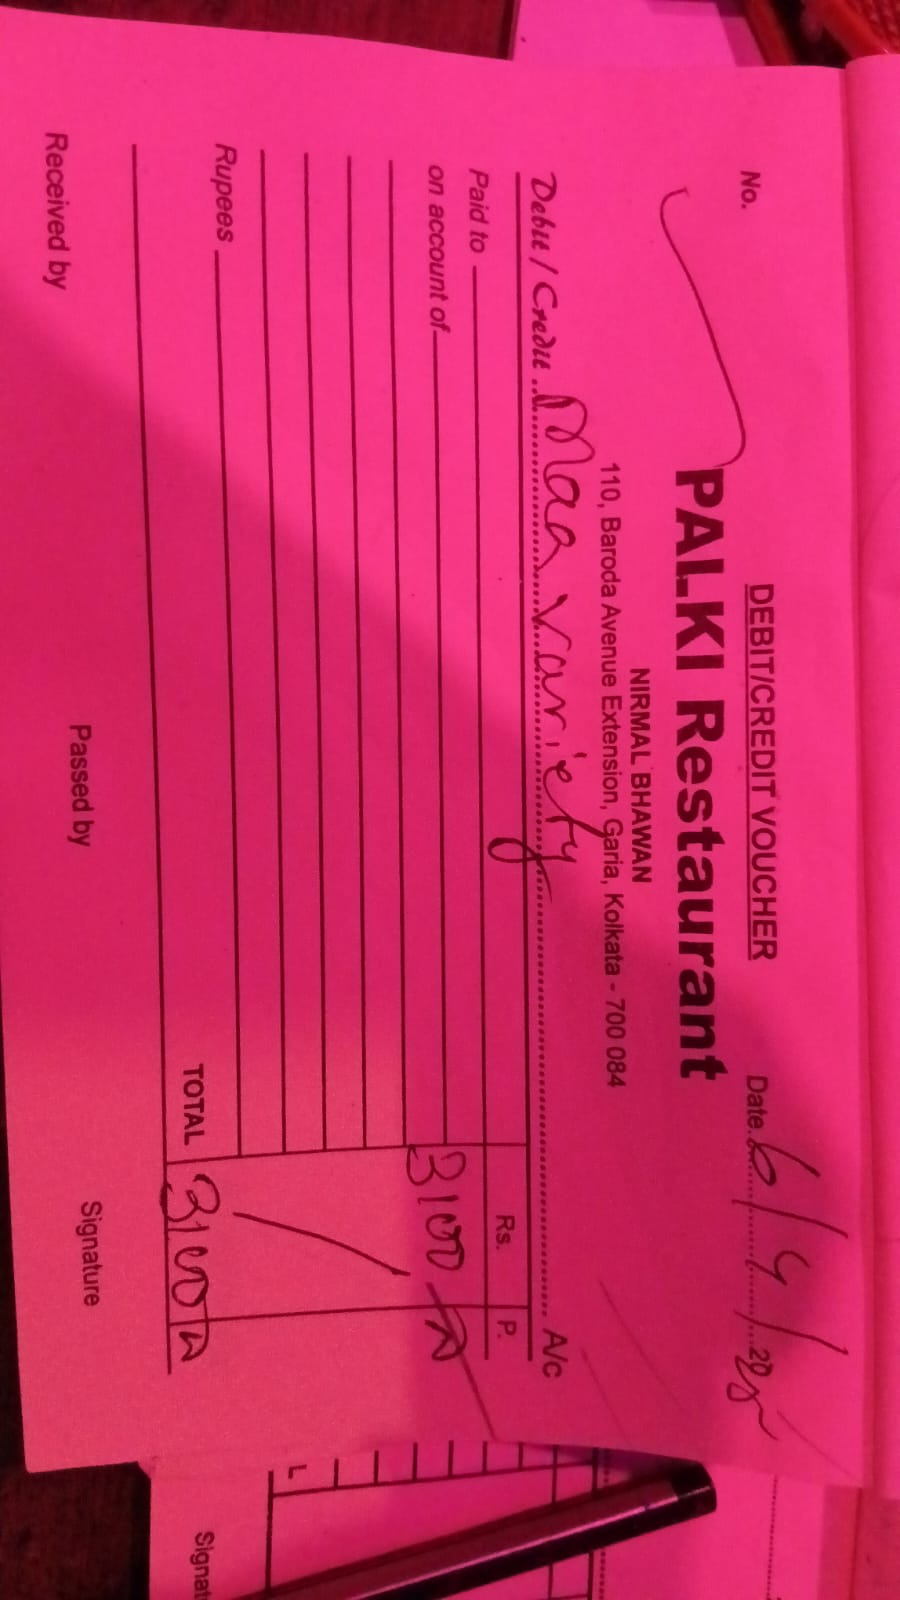 DEBIT/CREDIT VOUCHER
No. Date. 6/4/20
PALKI Restaurant
NIRMAL BHAWAN
110, Baroda Avenue Extension, Garia, Kolkata - 700 084
Debit / Credit Maa variety A/c
Rs. P.
Paid to
on account of 3100
Rupees
TOTAL 3100
Received by Passed by Signature